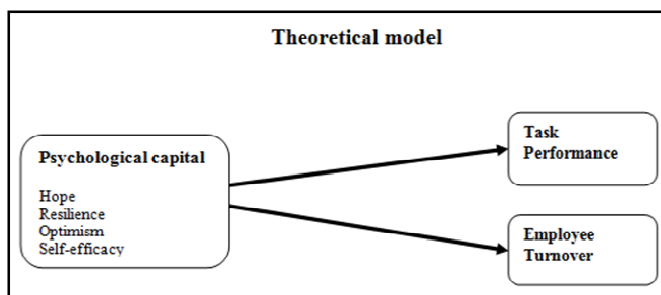 Theoretical model
Psychological capital
Hope
Resilience
Optimism
Self-efficacy
Task
Performance
Employee
Turnover